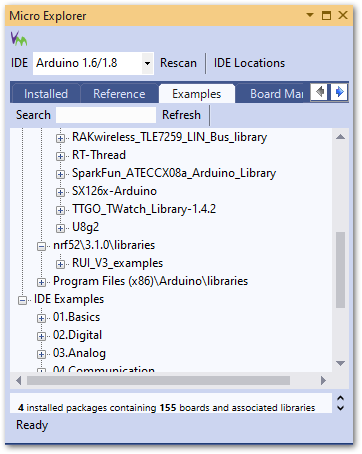 Micro Explorer
IDE Arduino 1.6/1.8 Rescan IDE Locations
Installed Reference Examples Board Mar
Search Refresh
RAKwireless_TLE7259_LIN_Bus_library
RT-Thread
SparkFun_ATECCX08a_Arduino_Library
SX126x-Arduino
TTGO_TWatch_Library-1.4.2
U8g2
nrf52\3.1.0\libraries
RUI_V3_examples
Program Files (x86)\Arduino\libraries
IDE Examples
01.Basics
02.Digital
03.Analog
04.Communication
4 installed packages containing 155 boards and associated libraries
Ready